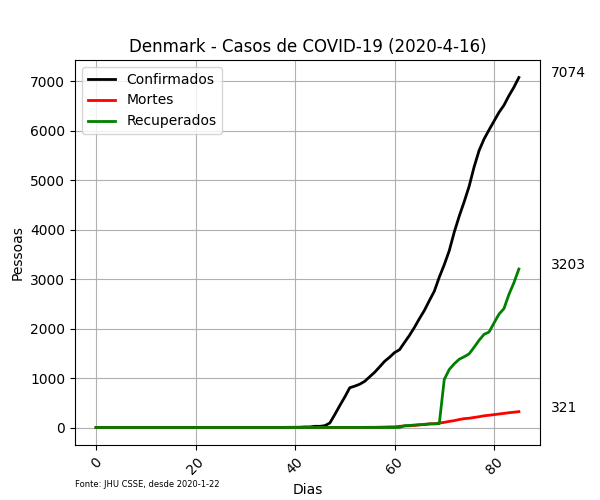 Denmark - Casos de COVID-19 (2020-4-16)
Confirmados
Mortes
Recuperados
7000
6000
5000
4000
3000
2000
1000
0
Pessoas
7074
3203
321
0
20
40
60
80
Dias
Fonte: JHU CSSE, desde 2020-1-22